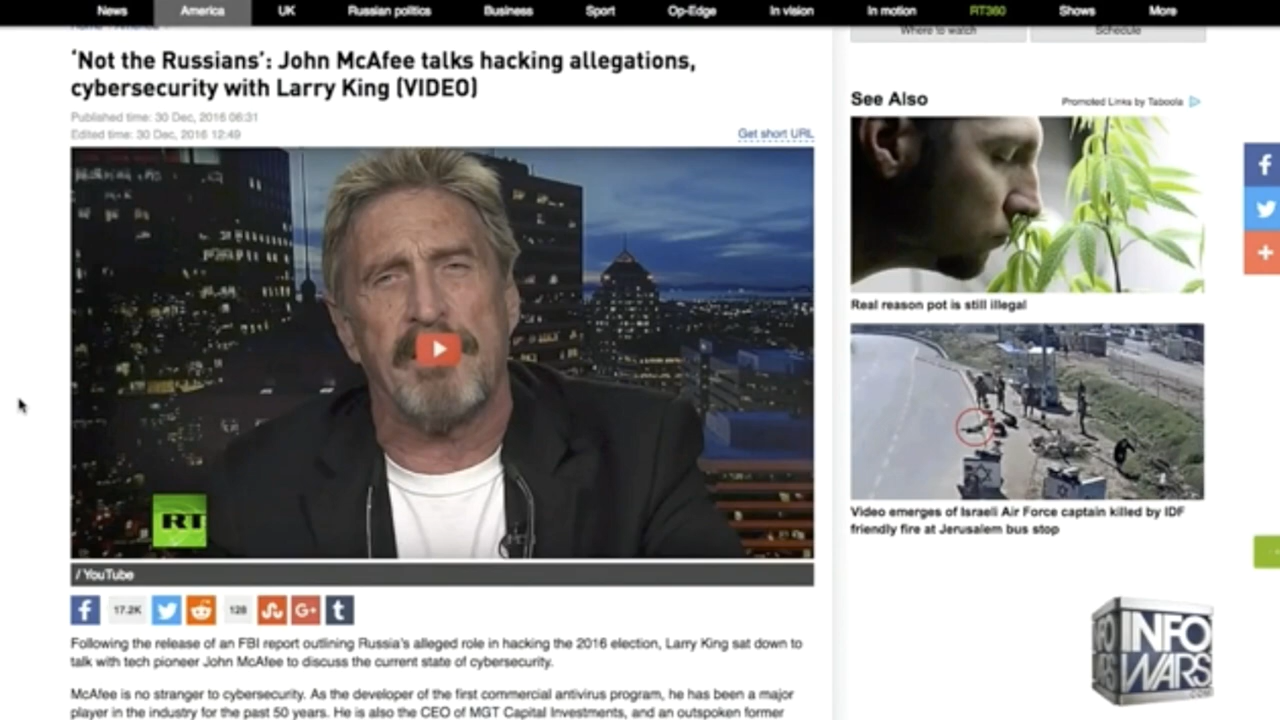 News America UK Russian politics Business Sport Op-Edge In vision In motion RT360 Shows More
Where to watch Schedule
‘Not the Russians’: John McAfee talks hacking allegations,
cybersecurity with Larry King (VIDEO)
Published time: 30 Dec, 2016 06:31
Edited time: 30 Dec, 2016 12:49
Get short URL
RT
/ YouTube
17.2K
128
Following the release of an FBI report outlining Russia's alleged role in hacking the 2016 election, Larry King sat down to
talk with tech pioneer John McAfee to discuss the current state of cybersecurity.
McAfee is no stranger to cybersecurity. As the developer of the first commercial antivirus program, he has been a major
player in the industry for the past 50 years. He is also the CEO of MGT Capital Investments, and an outspoken former
See Also
Promoted Links by Taboola
Real reason pot is still illegal
Video emerges of Israeli Air Force captain killed by IDF
friendly fire at Jerusalem bus stop
INFO
WARS
.COM